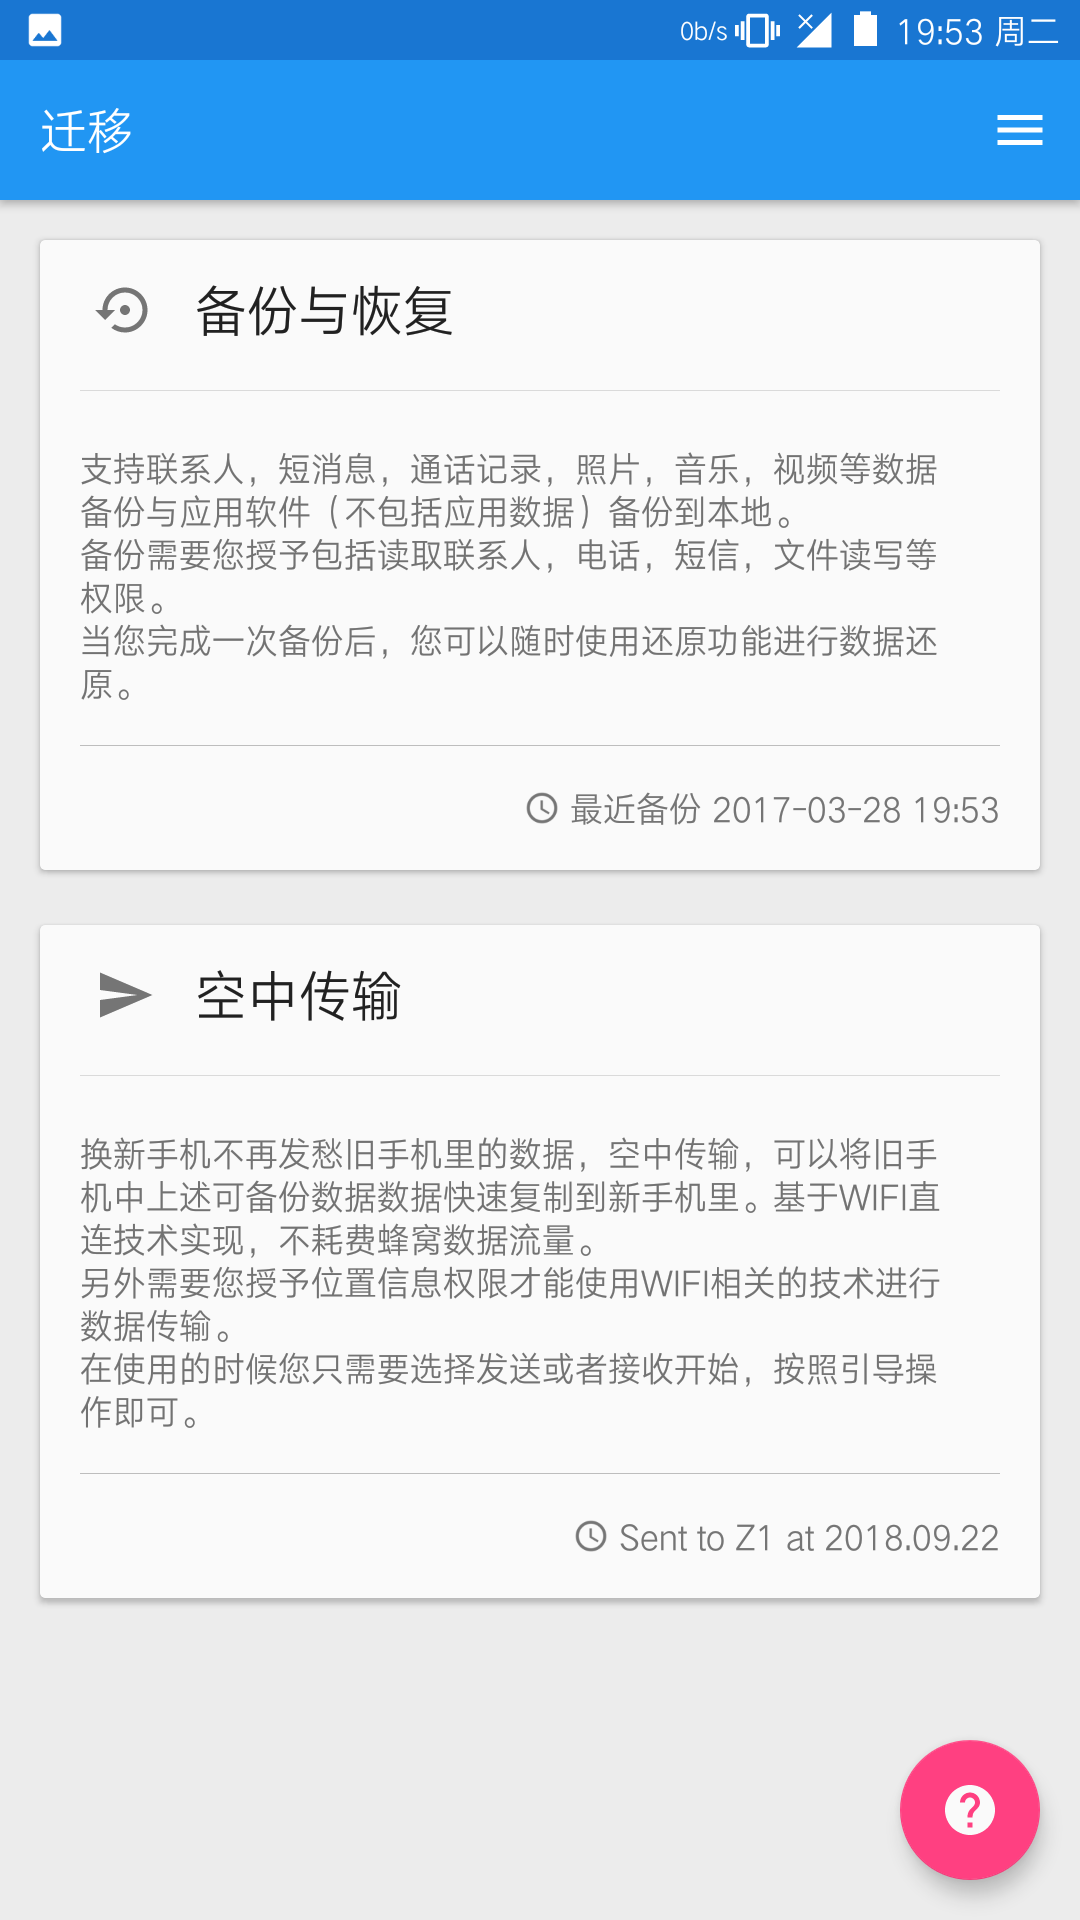 0b/s 19:53 周二
迁移
备份与恢复
支持联系人，短消息，通话记录，照片，音乐，视频等数据
备份与应用软件（不包括应用数据）备份到本地。
备份需要您授予包括读取联系人，电话，短信，文件读写等
权限。
当您完成一次备份后，您可以随时使用还原功能进行数据还
原。
最近备份 2017-03-28 19:53
空中传输
换新手机不再发愁旧手机里的数据，空中传输，可以将旧手
机中上述可备份数据数据快速复制到新手机里。基于WIFI直
连技术实现，不耗费蜂窝数据流量。
另外需要您授予位置信息权限才能使用WIFI相关的技术进行
数据传输。
在使用的时候您只需要选择发送或者接收开始，按照引导操
作即可。
Sent to Z1 at 2018.09.22